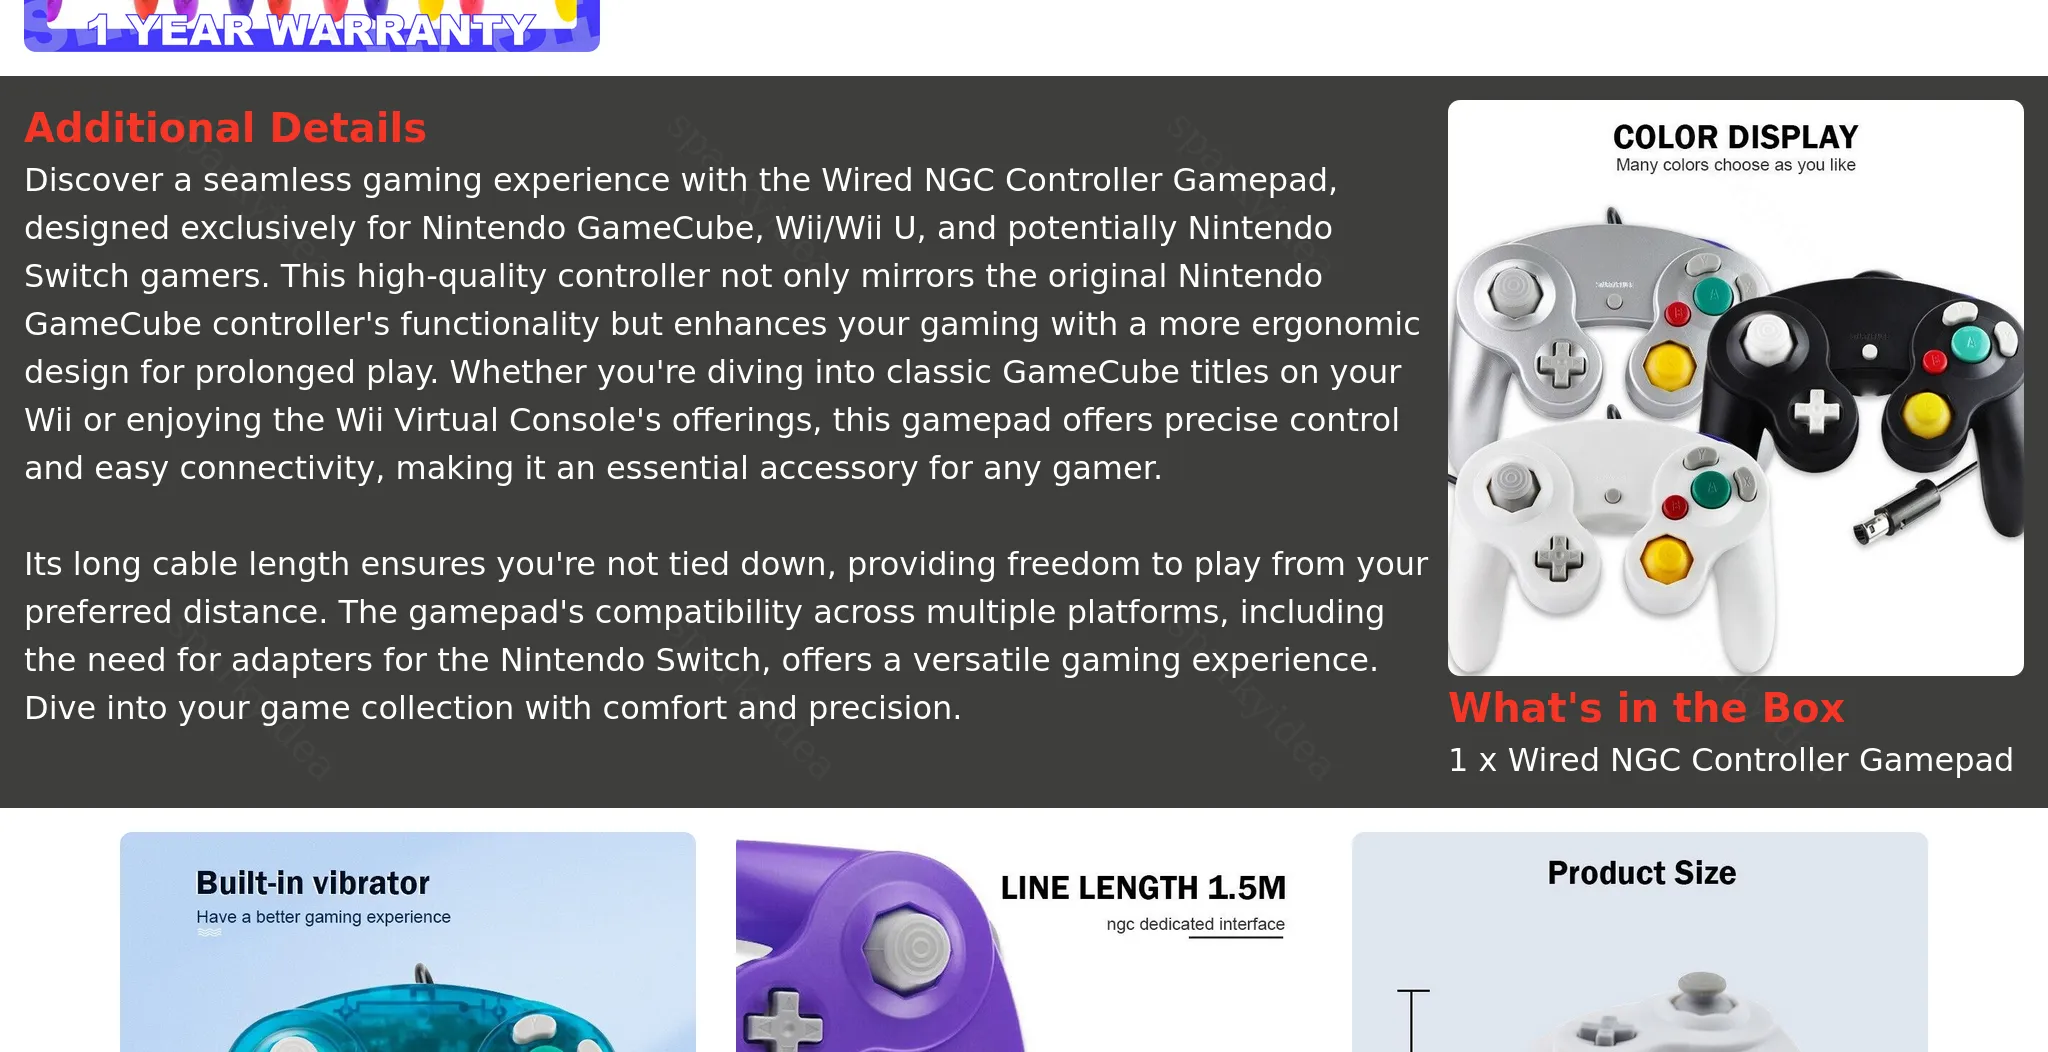 1 YEAR WARRANTY
Additional Details
Discover a seamless gaming experience with the Wired NGC Controller Gamepad,
designed exclusively for Nintendo GameCube, Wii/Wii U, and potentially Nintendo
Switch gamers. This high-quality controller not only mirrors the original Nintendo
GameCube controller's functionality but enhances your gaming with a more ergonomic
design for prolonged play. Whether you're diving into classic GameCube titles on your
Wii or enjoying the Wii Virtual Console's offerings, this gamepad offers precise control
and easy connectivity, making it an essential accessory for any gamer.
Its long cable length ensures you're not tied down, providing freedom to play from your
preferred distance. The gamepad's compatibility across multiple platforms, including
the need for adapters for the Nintendo Switch, offers a versatile gaming experience.
Dive into your game collection with comfort and precision.
COLOR DISPLAY
Many colors choose as you like
Y
A
X
B
Y
A
B
Y
A
X
B
What's in the Box
1 x Wired NGC Controller Gamepad
Built-in vibrator
Have a better gaming experience
LINE LENGTH 1.5M
ngc dedicated interface
Product Size
sparkyidea
sparkyidea
sparkyidea
sparkyidea
sparkyidea
sparkyidea